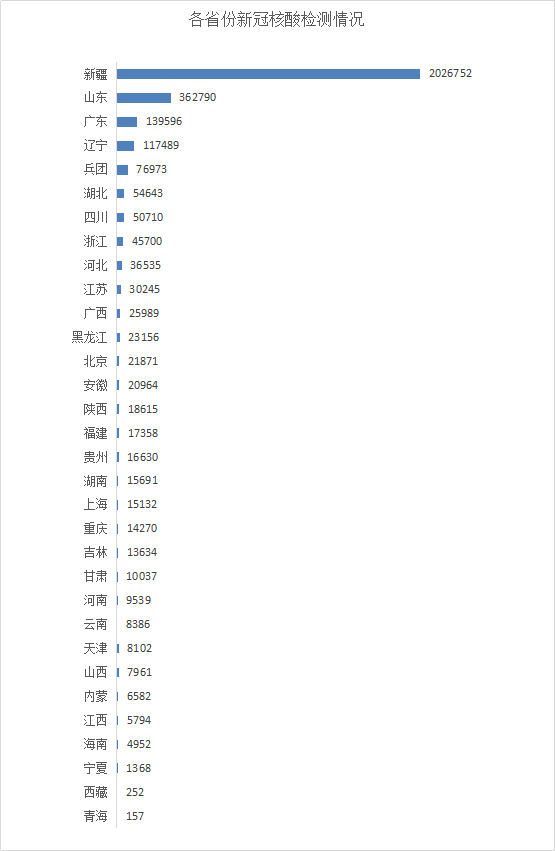 各省份新冠核酸检测情况
新疆 2026752
山东 362790
广东 139596
辽宁 117489
兵团 76973
湖北 54643
四川 50710
浙江 45700
河北 36535
江苏 30245
广西 25989
黑龙江 23156
北京 21871
安徽 20964
陕西 18615
福建 17358
贵州 16630
湖南 15691
上海 15132
重庆 14270
吉林 13634
甘肃 10037
河南 9539
云南 8386
天津 8102
山西 7961
内蒙 6582
江西 5794
海南 4952
宁夏 1368
西藏 252
青海 157